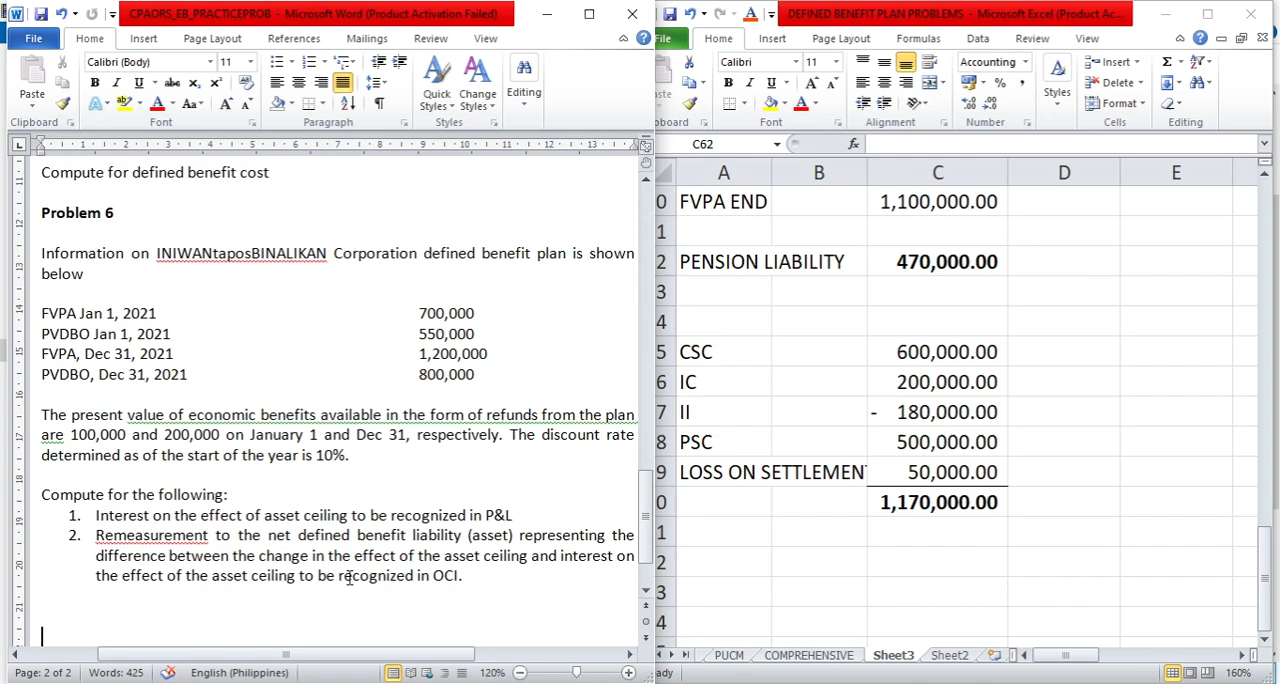 CPAORS_EB_PRACTICEPROB - Microsoft Word (Product Activation Failed)
File Home Insert Page Layout References Mailings Review View
Calibri (Body) 11
Paste
Quick Styles
Change Styles
Editing
Clipboard Font Paragraph Styles
Compute for defined benefit cost
Problem 6
Information on INIWANtaposBINALIKAN Corporation defined benefit plan is shown
below
FVPA Jan 1, 2021 700,000
PVDBO Jan 1, 2021 550,000
FVPA, Dec 31, 2021 1,200,000
PVDBO, Dec 31, 2021 800,000
The present value of economic benefits available in the form of refunds from the plan
are 100,000 and 200,000 on January 1 and Dec 31, respectively. The discount rate
determined as of the start of the year is 10%.
Compute for the following:
1. Interest on the effect of asset ceiling to be recognized in P&L
2. Remeasurement to the net defined benefit liability (asset) representing the
difference between the change in the effect of the asset ceiling and interest on
the effect of the asset ceiling to be recognized in OCI.
Page: 2 of 2 Words: 425 English (Philippines) 120%
DEFINED BENEFIT PLAN PROBLEMS - Microsoft Excel (Product Ac...
File Home Insert Page Layout Formulas Data Review View
Calibri 11 Accounting
Styles
Insert
Delete
Format
Font Alignment Number Cells Editing
C62 fx
A B C D E
FVPA END 1,100,000.00
PENSION LIABILITY 470,000.00
CSC 600,000.00
IC 200,000.00
II - 180,000.00
PSC 500,000.00
LOSS ON SETTLEMENT 50,000.00
1,170,000.00
PUCM COMPREHENSIVE Sheet3 Sheet2
160%